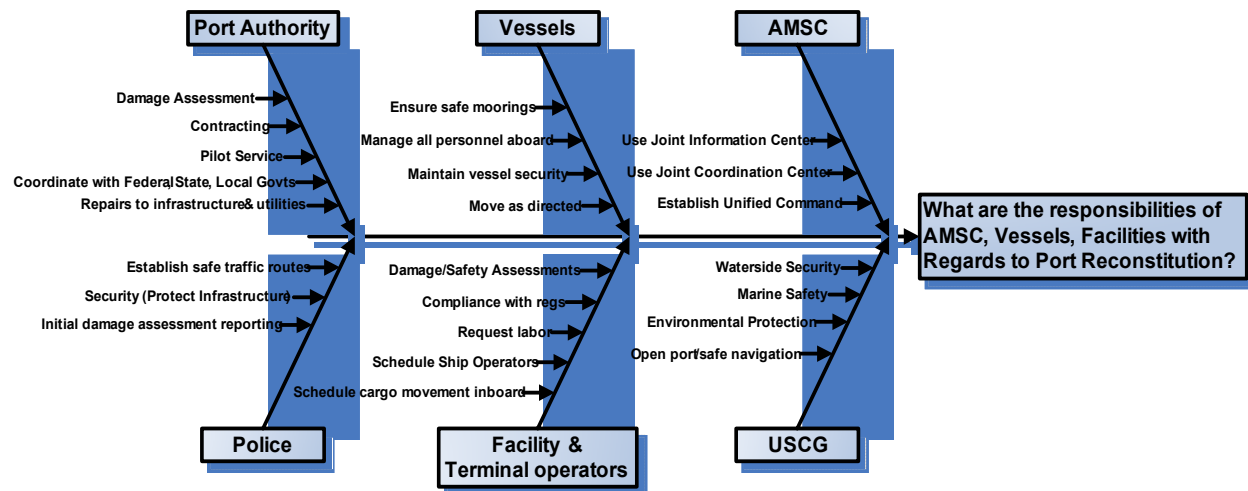 Port Authority
Vessels
AMSC
Damage Assessment
Contracting
Pilot Service
Coordinate with Federal,State, Local Govts
Repairs to infrastructure& utilities
Ensure safe moorings
Manage all personnel aboard
Maintain vessel security
Move as directed
Use Joint Information Center
Use Joint Coordination Center
Establish Unified Command
What are the responsibilities of
AMSC, Vessels, Facilities with
Regards to Port Reconstitution?
Establish safe traffic routes
Security (Protect Infrastructure)
Initial damage assessment reporting
Damage/Safety Assessments
Compliance with regs
Request labor
Schedule Ship Operators
Schedule cargo movement inboard
Waterside Security
Marine Safety
Environmental Protection
Open port/safe navigation
Police
Facility &
Terminal operators
USCG